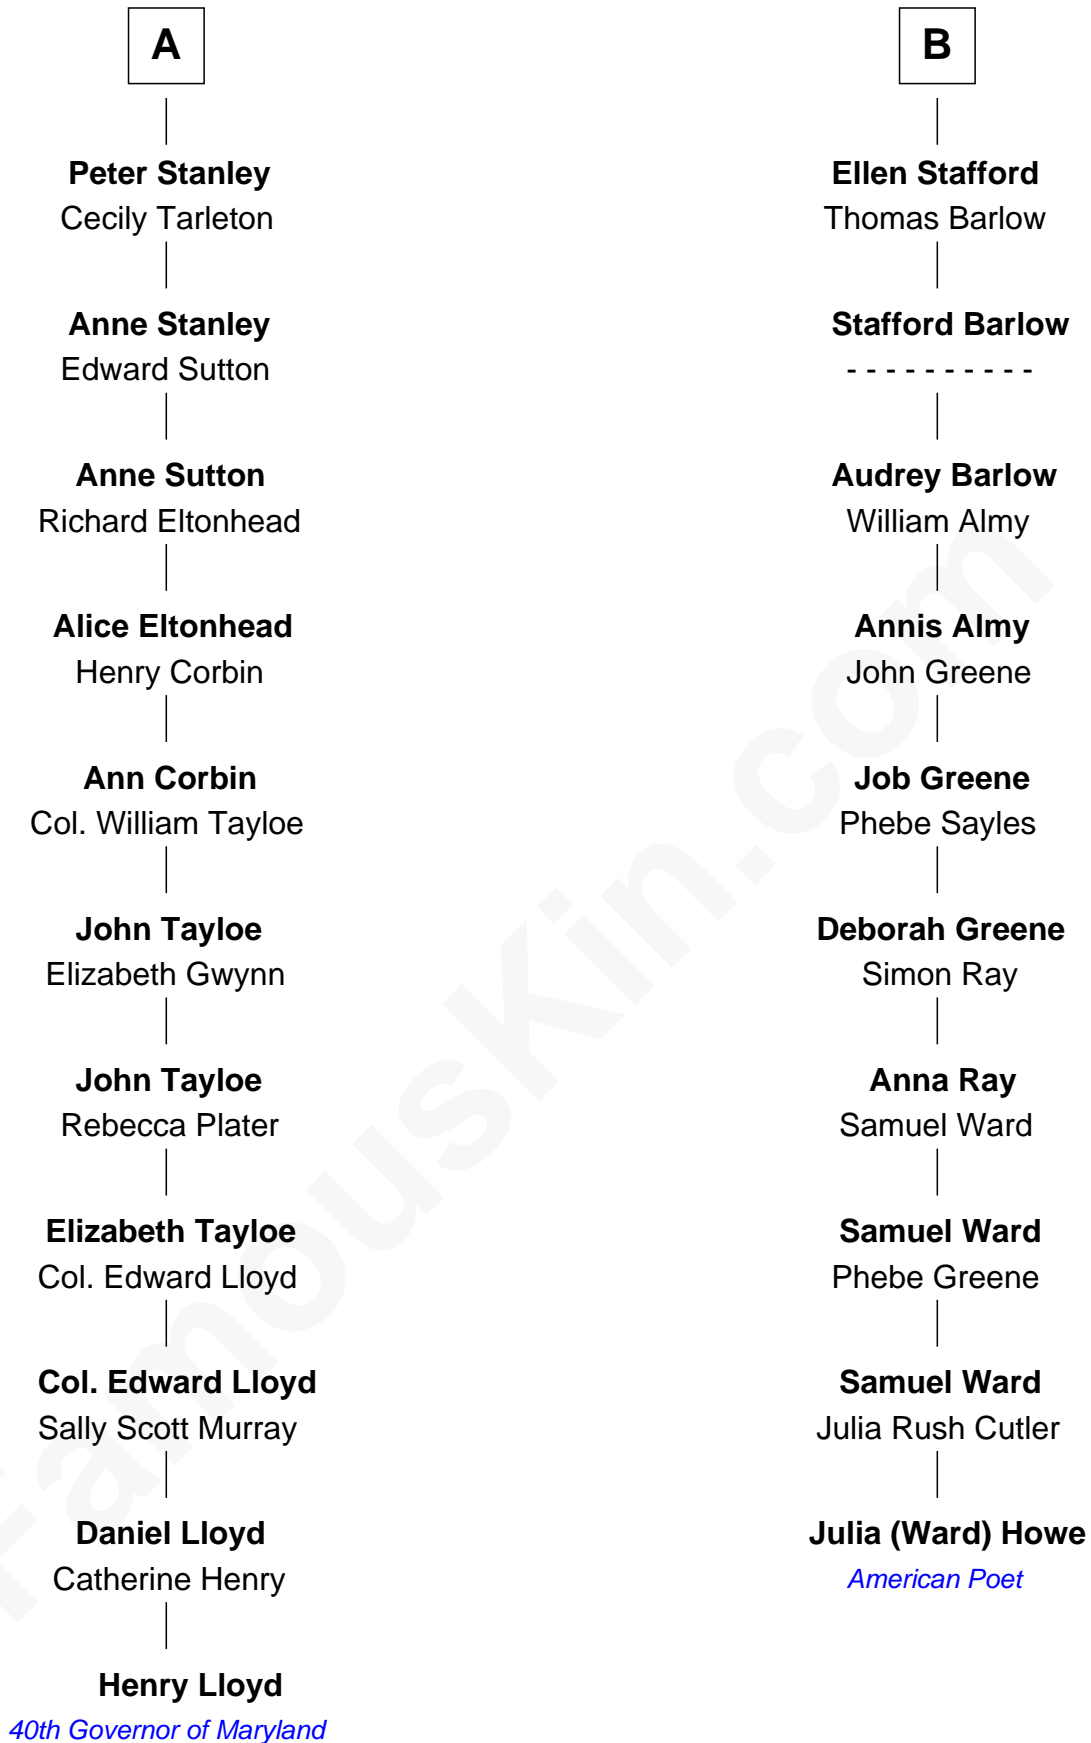 A
Peter Stanley
Cecily Tarleton
Anne Stanley
Edward Sutton
Anne Sutton
Richard Eltonhead
Alice Eltonhead
Henry Corbin
Ann Corbin
Col. William Tayloe
John Tayloe
Elizabeth Gwynn
John Tayloe
Rebecca Plater
Elizabeth Tayloe
Col. Edward Lloyd
Col. Edward Lloyd
Sally Scott Murray
Daniel Lloyd
Catherine Henry
Henry Lloyd
40th Governor of Maryland
B
Ellen Stafford
Thomas Barlow
Stafford Barlow
- - - - - - - - - -
Audrey Barlow
William Almy
Annis Almy
John Greene
Job Greene
Phebe Sayles
Deborah Greene
Simon Ray
Anna Ray
Samuel Ward
Samuel Ward
Phebe Greene
Samuel Ward
Julia Rush Cutler
Julia (Ward) Howe
American Poet
FamousKin.com